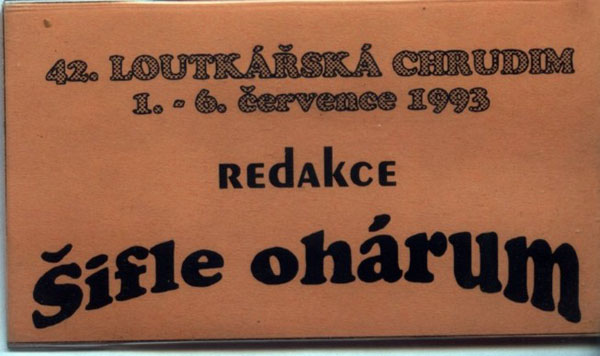 42. LOUTKÁŘSKÁ CHRUDIM
1. - 6. července 1993
REdAKCE
Šifle ohárum